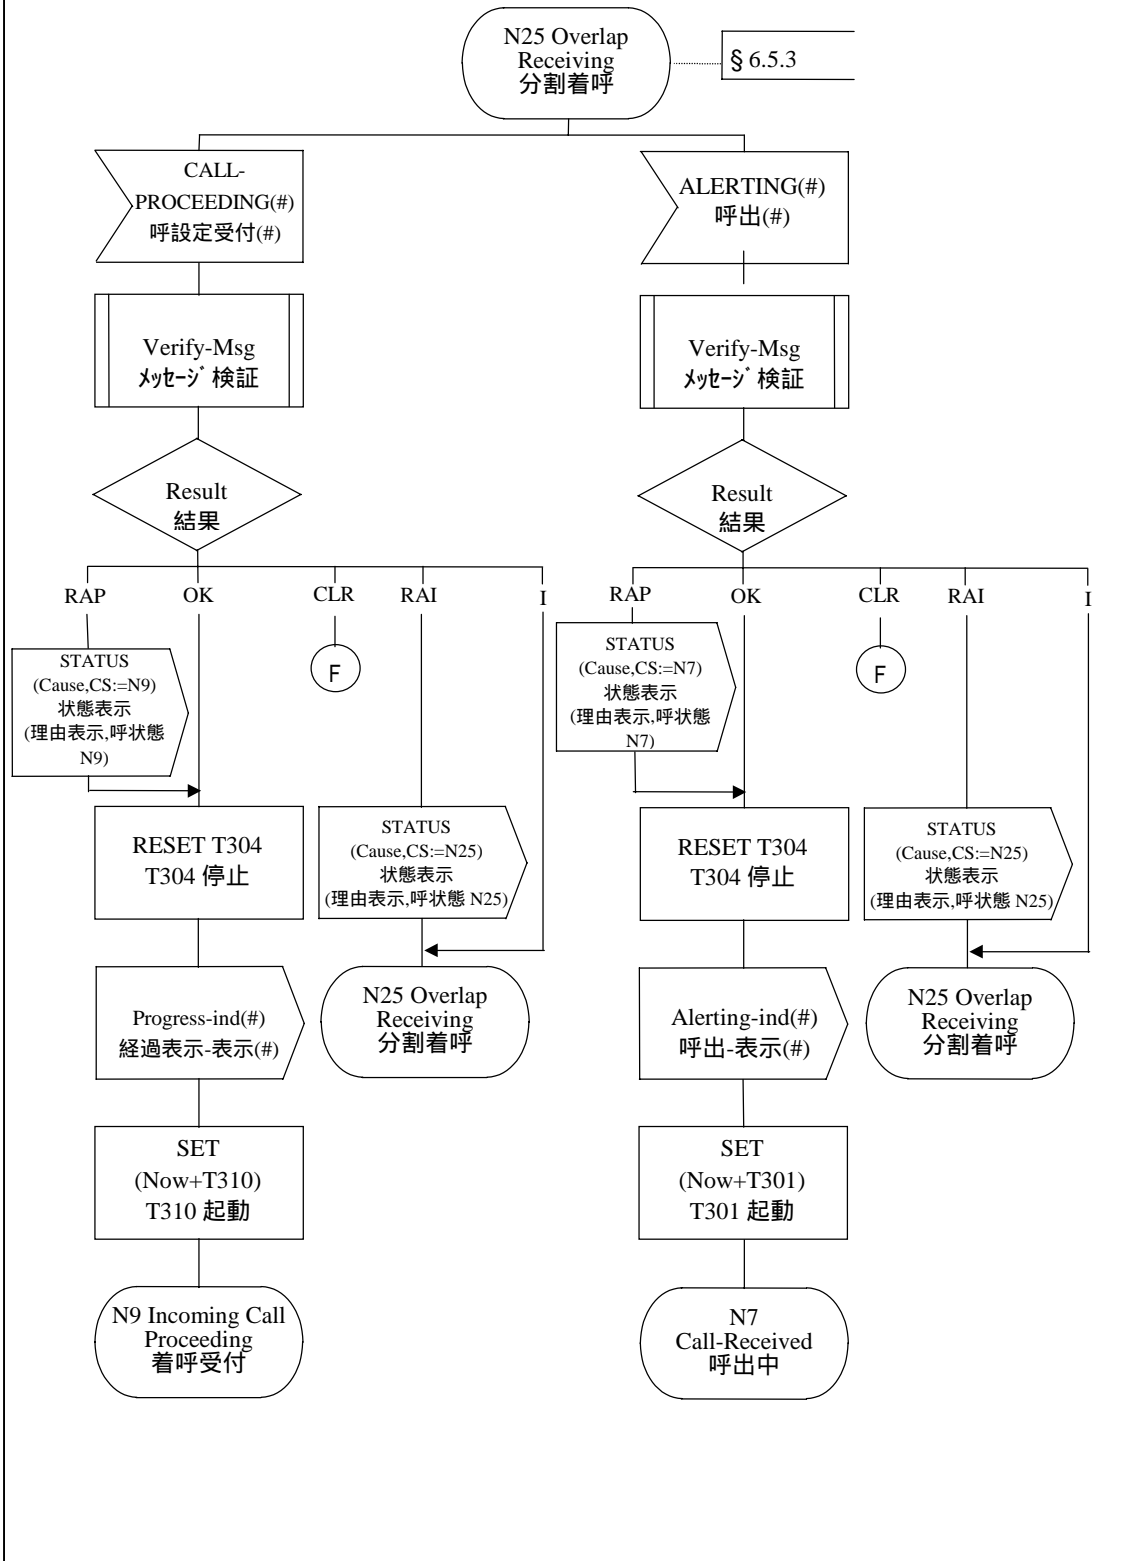 N25 Overlap
Receiving
分割着呼
§ 6.5.3
CALL-
PROCEEDING(#)
呼設定受付(#)
Verify-Msg
ﾒｯｾｰｼﾞ検証
Result
結果
RAP
OK
CLR
RAI
I
STATUS
(Cause,CS:=N9)
状態表示
(理由表示,呼状態
N9)
F
RESET T304
T304 停止
STATUS
(Cause,CS:=N25)
状態表示
(理由表示,呼状態 N25)
Progress-ind(#)
経過表示-表示(#)
N25 Overlap
Receiving
分割着呼
SET
(Now+T310)
T310 起動
N9 Incoming Call
Proceeding
着呼受付
ALERTING(#)
呼出(#)
Verify-Msg
ﾒｯｾｰｼﾞ検証
Result
結果
RAP
OK
CLR
RAI
I
STATUS
(Cause,CS:=N7)
状態表示
(理由表示,呼状態
N7)
F
RESET T304
T304 停止
STATUS
(Cause,CS:=N25)
状態表示
(理由表示,呼状態 N25)
Alerting-ind(#)
呼出-表示(#)
N25 Overlap
Receiving
分割着呼
SET
(Now+T301)
T301 起動
N7
Call-Received
呼出中